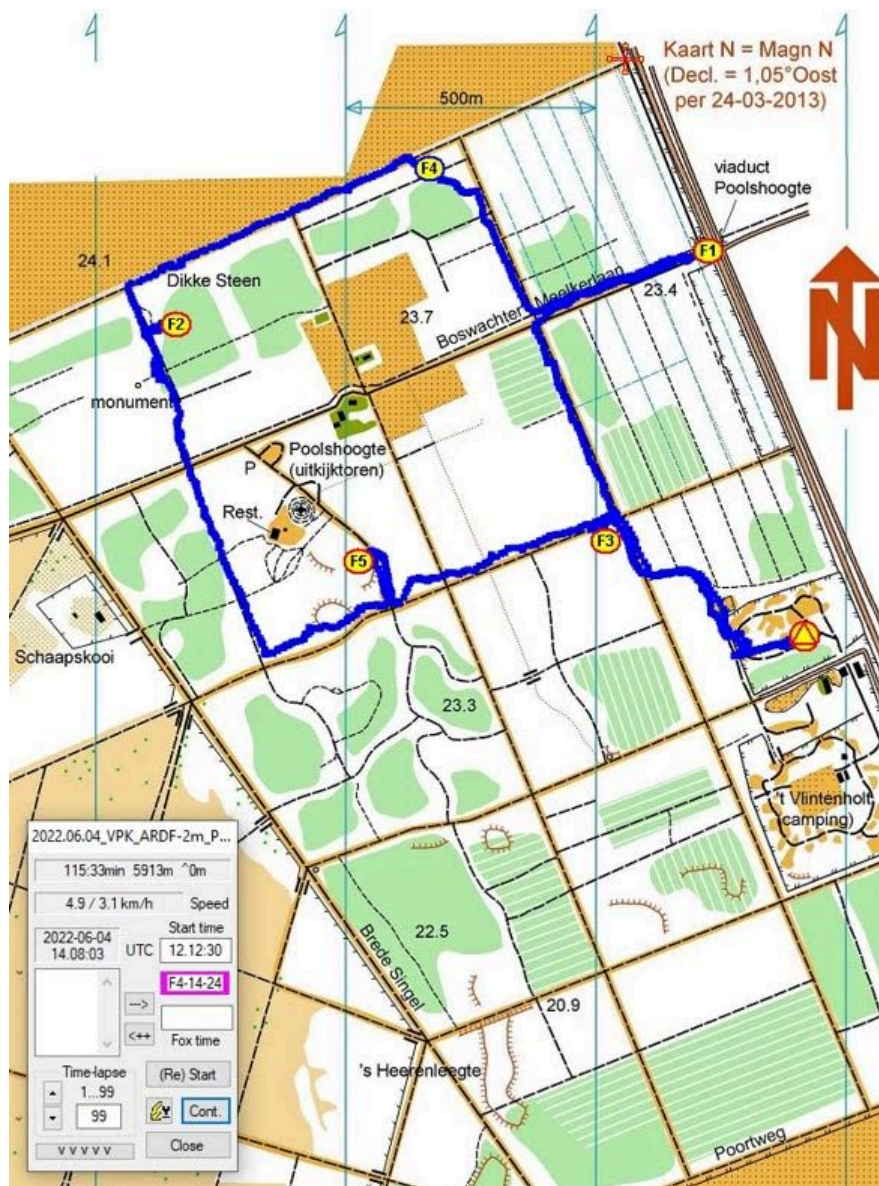 Kaart N = Magn N
(Decl. = 1,05°Oost
per 24-03-2013)
500m
viaduct
Poolshoogte
F4
F1
24.1
Dikke Steen
23.4
Boswachter Meelkerlaan
F2
23.7
N
monument
Poolshoogte
(uitkijktoren)
P
Rest.
F3
F5
Schaapskooi
23.3
't Vlintenholt
camping)
22.5
Brede Singel
20.9
's Heerenleegte
Poortweg
2022.06.04_VPK_ARDF-2m_P...
115:33min 5913m ^0m
4.9 / 3.1 km/h Speed
Start time
2022-06-04
14.08:03
UTC
12.12:30
F4-14-24
--->
<++
Fox time
Time-lapse
1...99
99
(Re) Start
Cont.
v v v v v
Close